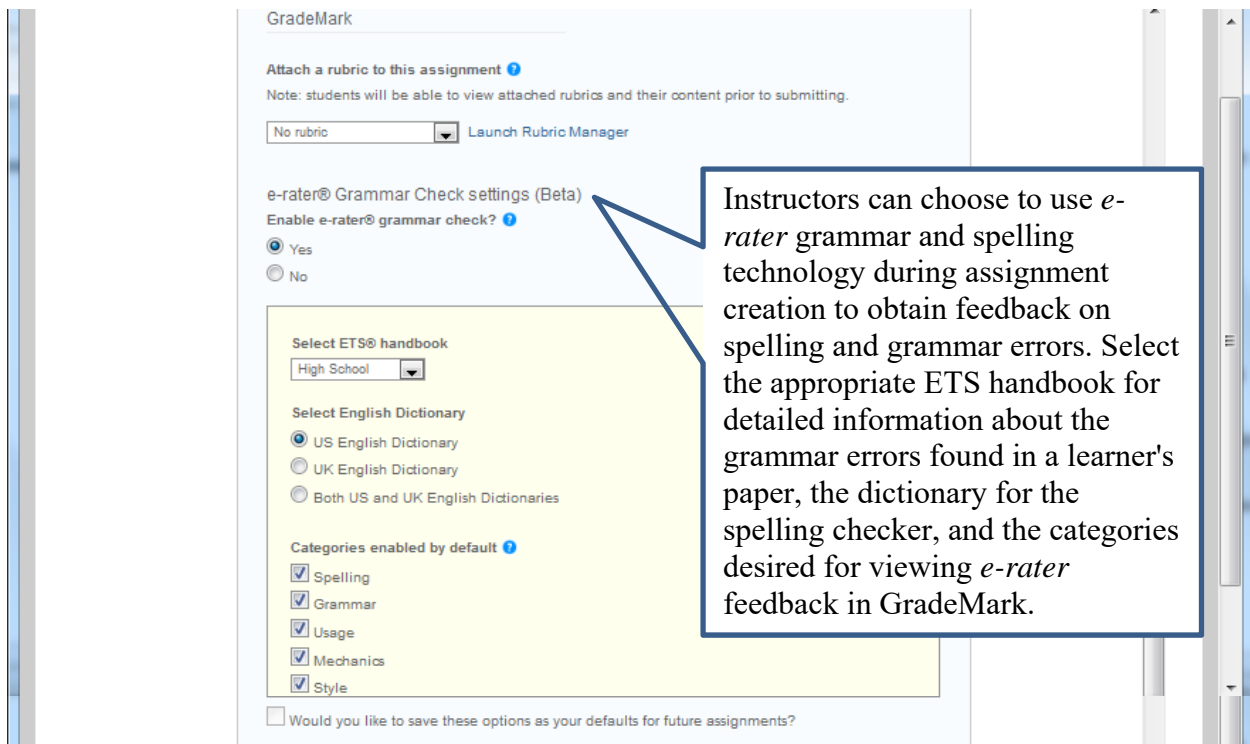 GradeMark
Attach a rubric to this assignment
Note: students will be able to view attached rubrics and their content prior to submitting.
No rubric Launch Rubric Manager
e-rater® Grammar Check settings (Beta)
Enable e-rater® grammar check?
Yes
No
Select ETS® handbook
High School
Select English Dictionary
US English Dictionary
UK English Dictionary
Both US and UK English Dictionaries
Categories enabled by default
Spelling
Grammar
Usage
Mechanics
Style
Would you like to save these options as your defaults for future assignments?
Instructors can choose to use e-
rater grammar and spelling
technology during assignment
creation to obtain feedback on
spelling and grammar errors. Select
the appropriate ETS handbook for
detailed information about the
grammar errors found in a learner's
paper, the dictionary for the
spelling checker, and the categories
desired for viewing e-rater
feedback in GradeMark.